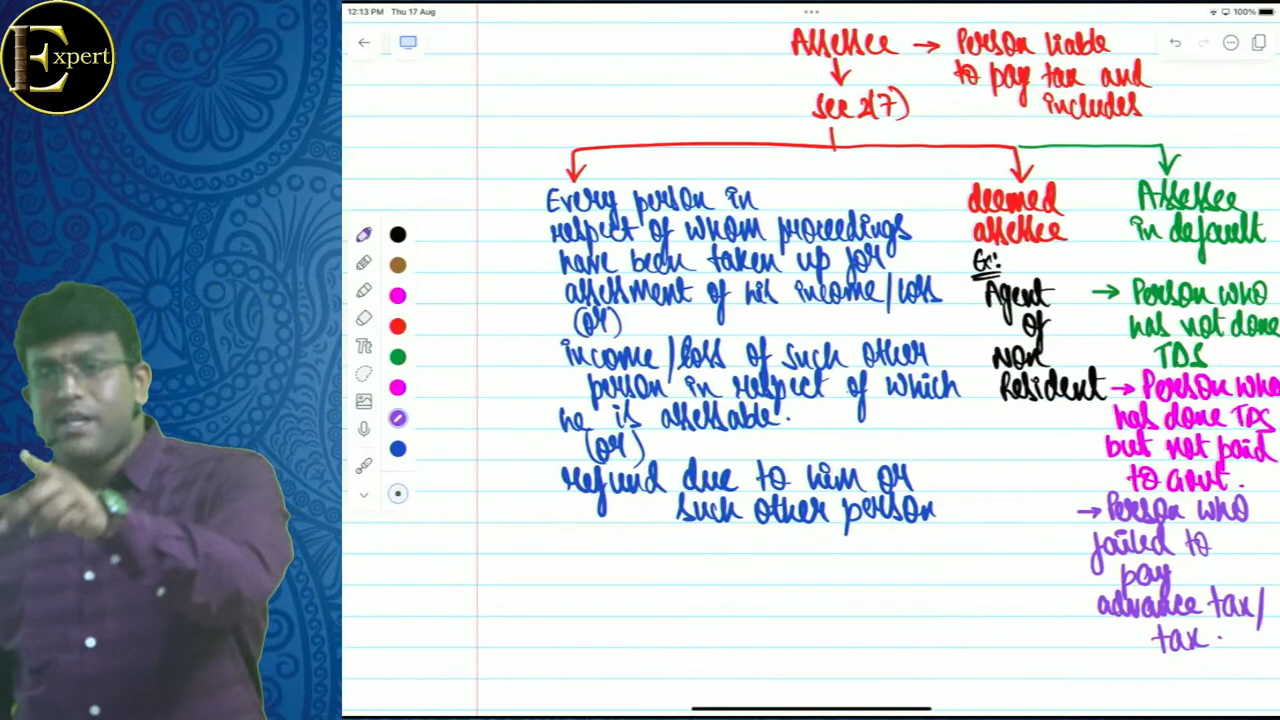 Expert
12:13 PM Thu 17 Aug
100%
Assessee → Person liable
to pay tax and
includes
sec 2(7)
Every person in
respect of whom proceedings
have been taken up for
assessment of his income/loss
(or)
income/loss of such other
person in respect of which
he is assessable.
(or)
refund due to him or
such other person
deemed
assessee
Ex:
Agent
of
Non
Resident
Assessee
in default
→ Person who
has not done
TDS
→ Person who
has done TDS
but not paid
to Govt.
→ Person who
failed to
pay
advance tax/
tax.
Tt